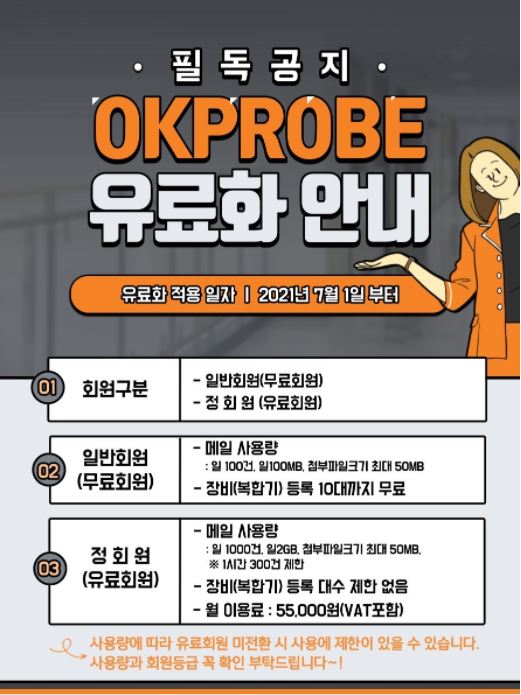 · 필독공지 ·
OKPROBE
유료화 안내
유료화 적용 일자 | 2021년 7월 1일 부터
01 회원구분
- 일반회원(무료회원)
- 정 회 원 (유료회원)
02 일반회원
(무료회원)
- 메일 사용량
: 일 100건, 일100MB, 첨부파일크기 최대 50MB
- 장비(복합기) 등록 10대까지 무료
03 정 회 원
(유료회원)
- 메일 사용량
: 일 1000건, 일2GB, 첨부파일크기 최대 50MB,
※ 1시간 300건 제한
- 장비(복합기) 등록 대수 제한 없음
- 월 이용료 : 55,000원(VAT포함)
사용량에 따라 유료회원 미전환 시 사용에 제한이 있을 수 있습니다.
사용량과 회원등급 꼭 확인 부탁드립니다~!